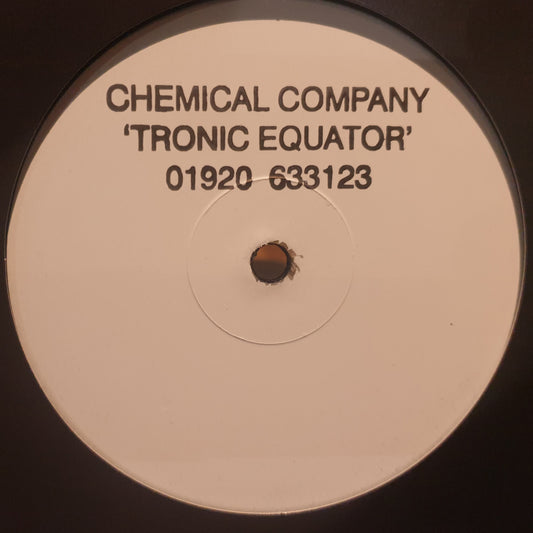 CHEMICAL COMPANY
‘TRONIC EQUATOR’
01920 633123